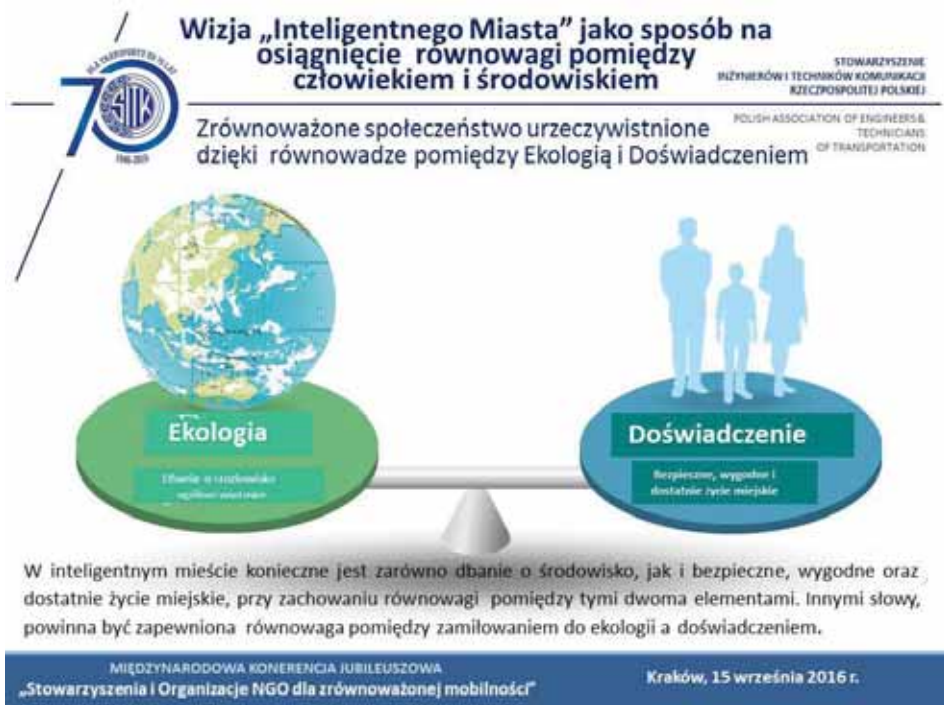 Wizja „Inteligentnego Miasta” jako sposób na
osiągnięcie równowagi pomiędzy
człowiekiem i środowiskiem
70
SITK
STOWARZYSZENIE
INŻYNIERÓW I TECHNIKÓW KOMUNIKACJI
RZECZPOSPOLITEJ POLSKIEJ
POLISH ASSOCIATION OF ENGINEERS &
TECHNICIANS
OF TRANSPORTATION
Zrównoważone społeczeństwo urzeczywistnione
dzięki równowadze pomiędzy Ekologią i Doświadczeniem
Ekologia
Dbanie o środowisko
Doświadczenie
Bezpieczne, wygodne i
dostatnie życie miejskie
W inteligentnym mieście konieczne jest zarówno dbanie o środowisko, jak i bezpieczne, wygodne oraz
dostatnie życie miejskie, przy zachowaniu równowagi pomiędzy tymi dwoma elementami. Innymi słowy,
powinna być zapewniona równowaga pomiędzy zamiłowaniem do ekologii a doświadczeniem.
MIĘDZYNARODOWA KONERENCJA JUBILEUSZOWA
„Stowarzyszenia i Organizacje NGO dla zrównoważonej mobilności”
Kraków, 15 września 2016 r.